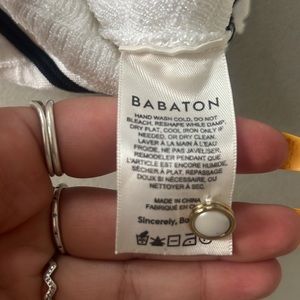 BABATON
HAND WASH COLD, DO NOT
BLEACH, RESHAPE WHILE DAMP,
DRY FLAT, COOL IRON ONLY IF
NEEDED, OR DRY CLEAN.
LAVER À LA MAIN À L'EAU
FROIDE, NE PAS JAVELISER,
REMODELER PENDANT QUE
L'ARTICLE EST ENCORE HUMIDE,
SÉCHER À PLAT, REPASSAGE
DOUX SI NÉCESSAIRE, OU
NETTOYER À SEC.
MADE IN CHINA
FABRIQUÉ EN
Sincerely,